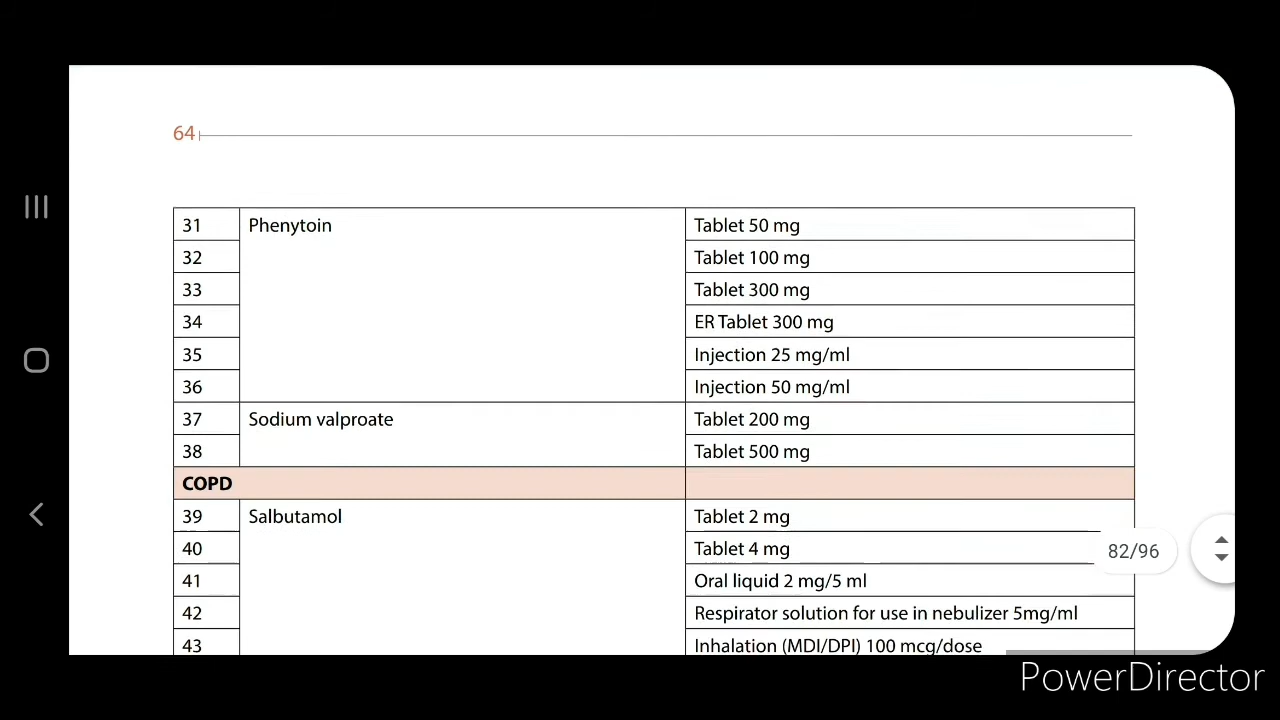 64
31 Phenytoin Tablet 50 mg
32 Tablet 100 mg
33 Tablet 300 mg
34 ER Tablet 300 mg
35 Injection 25 mg/ml
36 Injection 50 mg/ml
37 Sodium valproate Tablet 200 mg
38 Tablet 500 mg
COPD
39 Salbutamol Tablet 2 mg
40 Tablet 4 mg
82/96
41 Oral liquid 2 mg/5 ml
42 Respirator solution for use in nebulizer 5mg/ml
43 Inhalation (MDI/DPI) 100 mcg/dose
PowerDirector